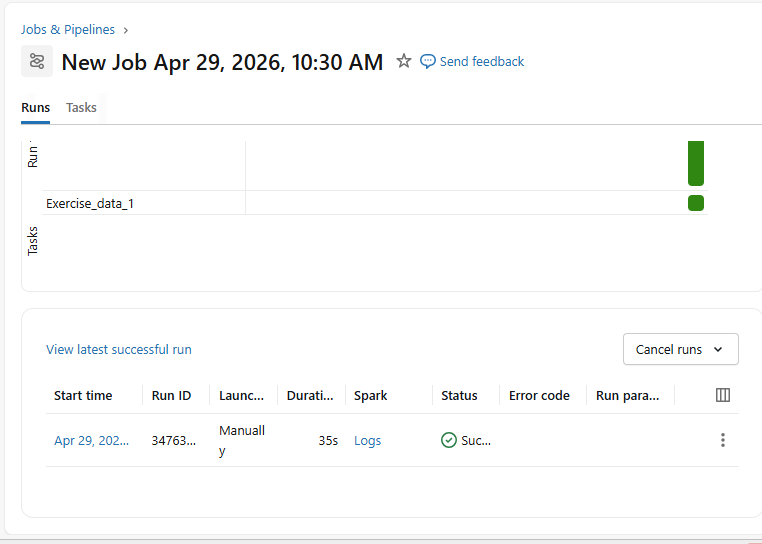 Jobs & Pipelines
New Job Apr 29, 2026, 10:30 AM
Send feedback
Runs
Tasks
Run
Exercise_data_1
Tasks
View latest successful run
Cancel runs
Start time Run ID Launc... Durati... Spark Status Error code Run para...
Apr 29, 202... 34763... Manuall
y 35s Logs Suc...